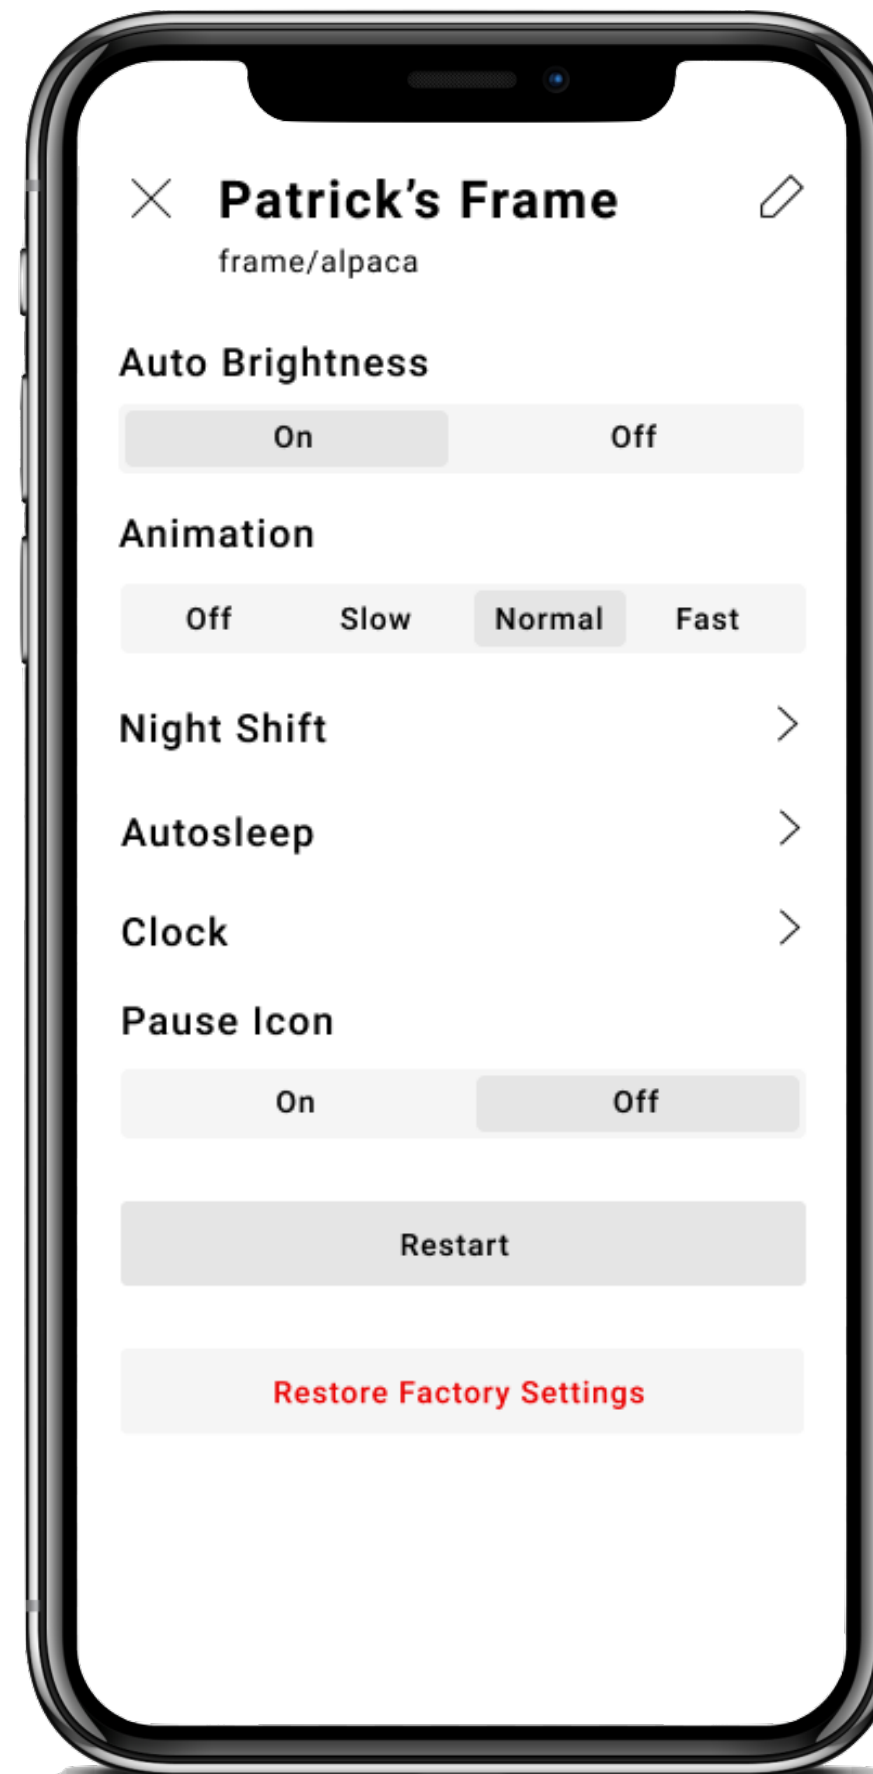 Patrick’s Frame
frame/alpaca
Auto Brightness
On Off
Animation
Off Slow Normal Fast
Night Shift
Autosleep
Clock
Pause Icon
On Off
Restart
Restore Factory Settings